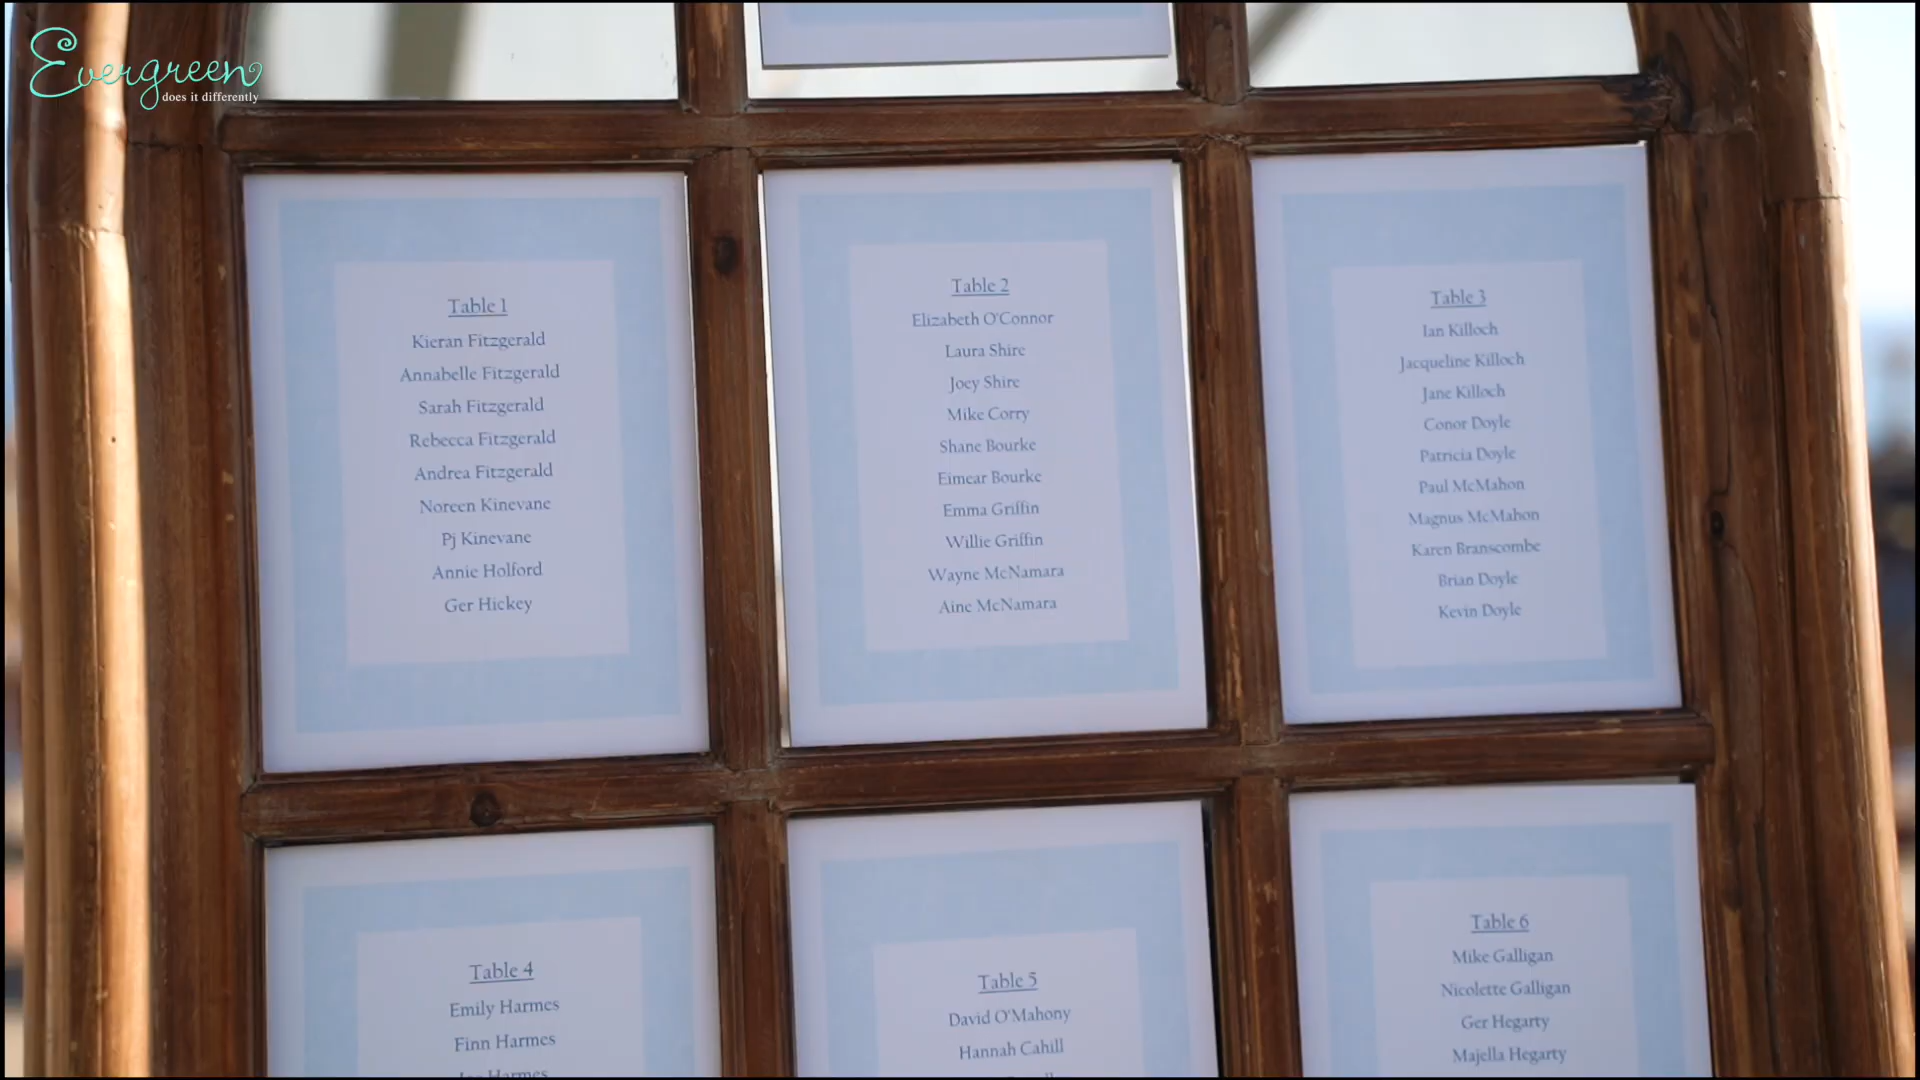 Evergreen
does it differently
Table 1
Kieran Fitzgerald
Annabelle Fitzgerald
Sarah Fitzgerald
Rebecca Fitzgerald
Andrea Fitzgerald
Noreen Kinevane
Pj Kinevane
Annie Holford
Ger Hickey
Table 2
Elizabeth O'Connor
Laura Shire
Joey Shire
Mike Corry
Shane Bourke
Eimear Bourke
Emma Griffin
Willie Griffin
Wayne McNamara
Aine McNamara
Table 3
Ian Killoch
Jacqueline Killoch
Jane Killoch
Conor Doyle
Patricia Doyle
Paul McMahon
Magnus McMahon
Karen Branscombe
Brian Doyle
Kevin Doyle
Table 4
Emily Harmes
Finn Harmes
Harmes
Table 5
David O'Mahony
Hannah Cahill
Table 6
Mike Galligan
Nicolette Galligan
Ger Hegarty
Majella Hegarty